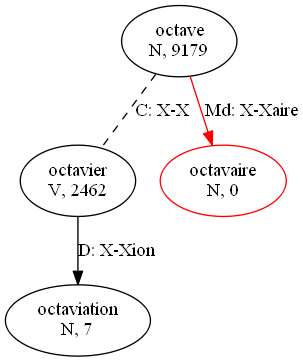 octave
N, 9179
C: X-X
Md: X-Xaire
octavier
V, 2462
octavaire
N, 0
D: X-Xion
octaviation
N, 7